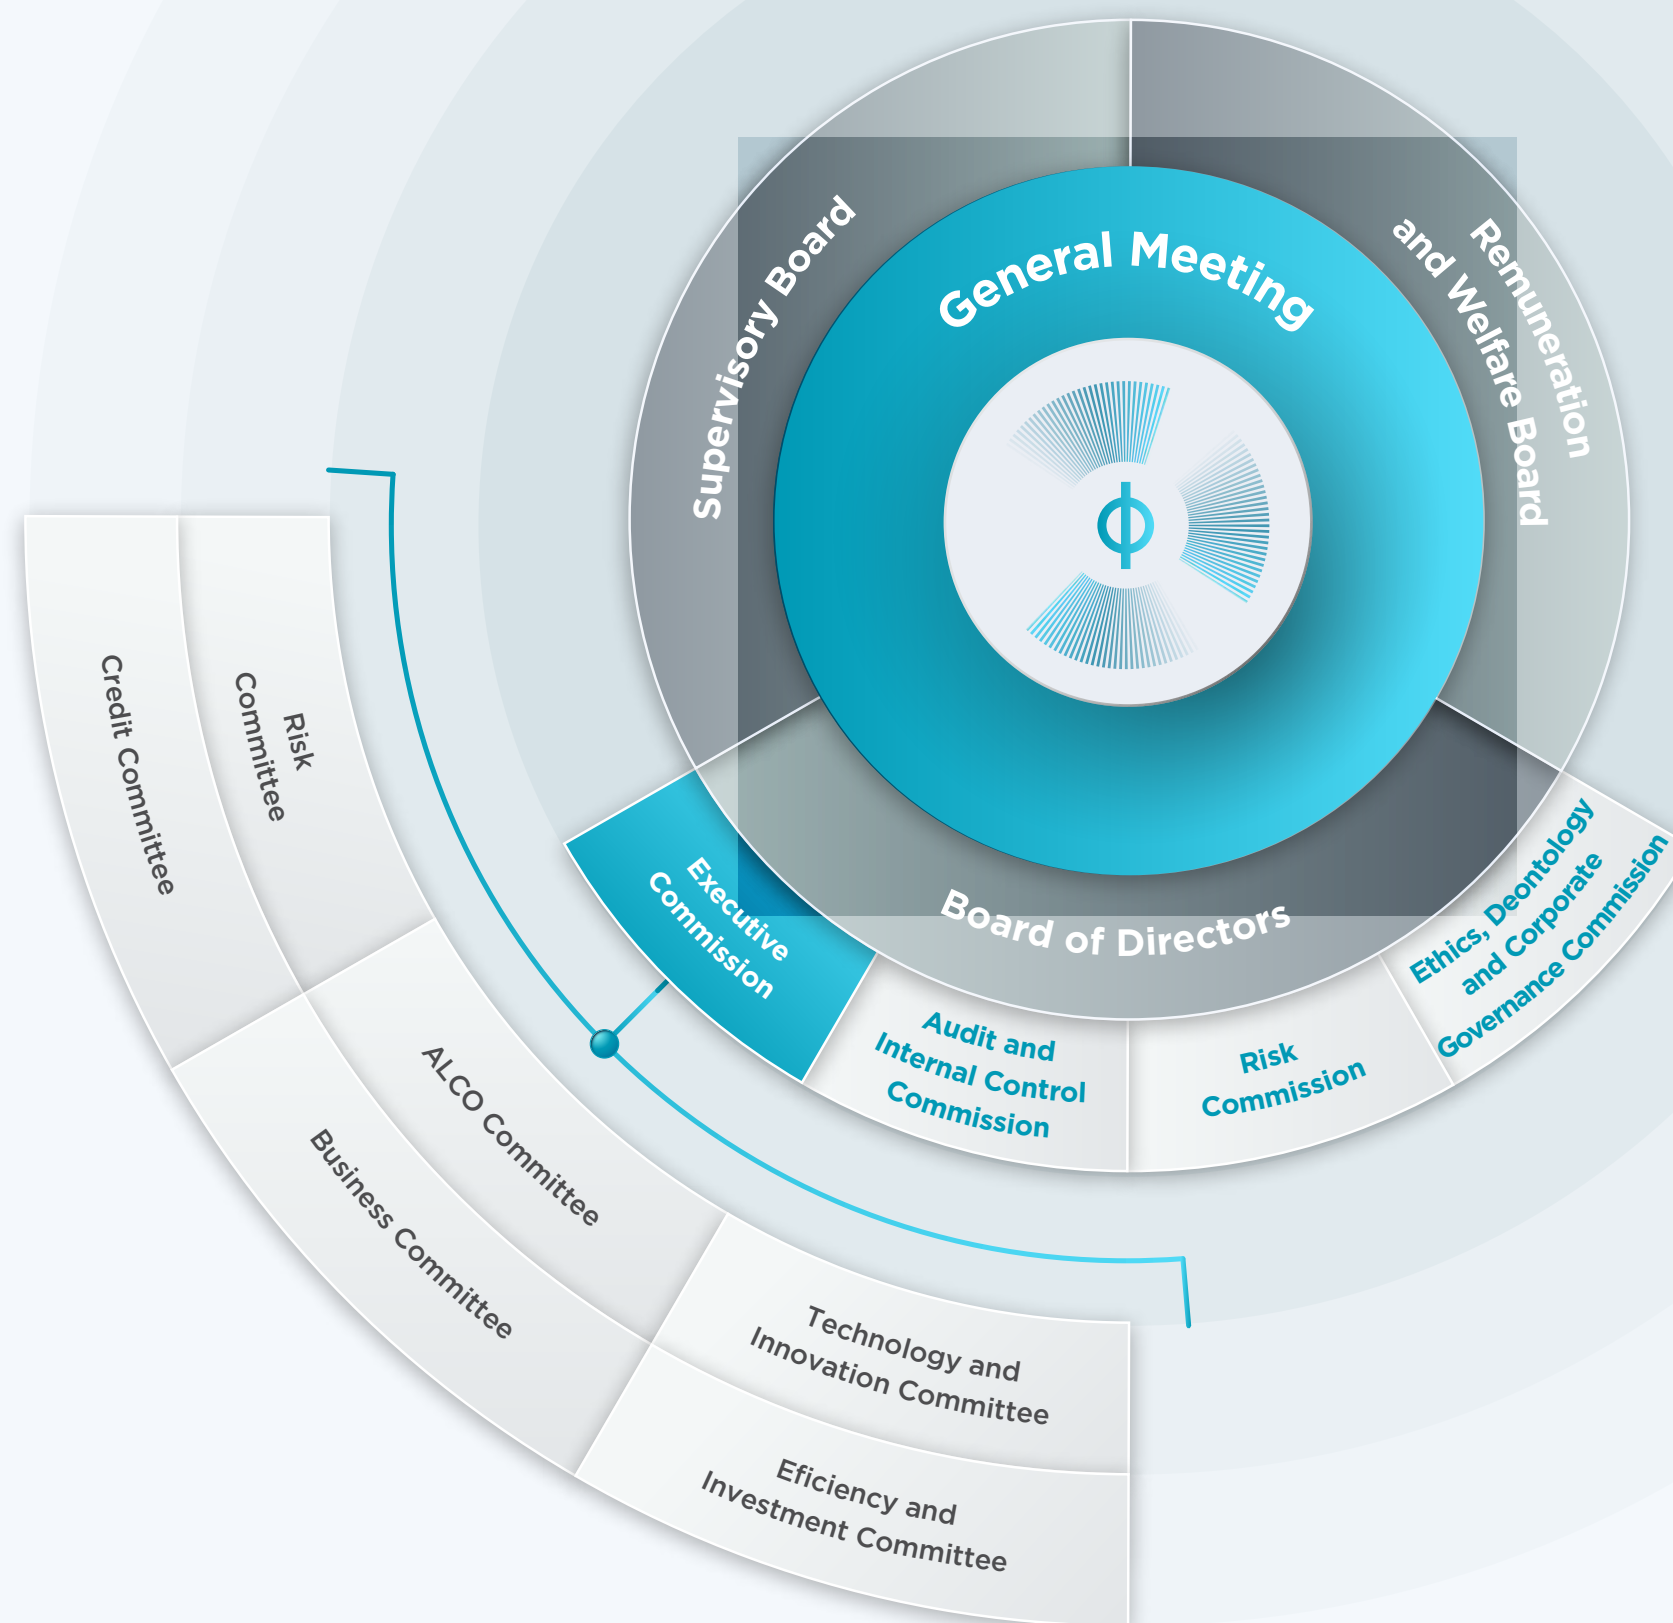 General Meeting
Supervisory Board
Remuneration
and Welfare Board
Board of Directors
Executive
Commission
Audit and
Internal Control
Commission
Risk
Commission
Ethics, Deontology
and Corporate
Governance Commission
Risk
Committee
Credit Committee
ALCO Committee
Business Committee
Technology and
Innovation Committee
Eficiency and
Investment Committee